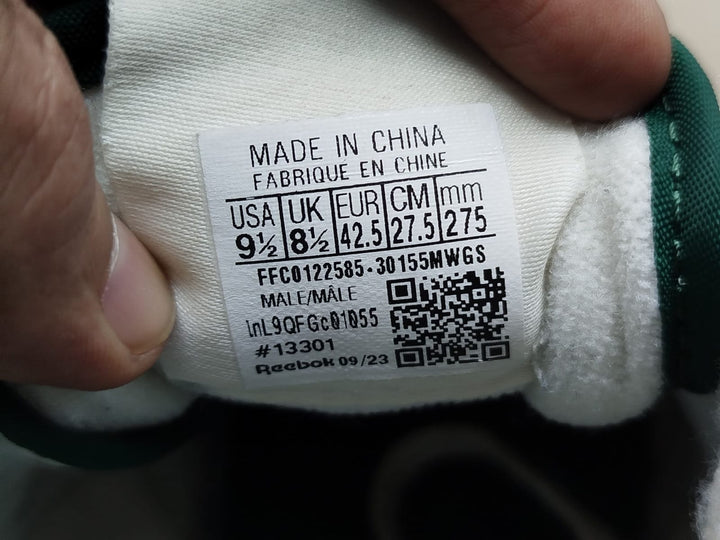 MADE IN CHINA
FABRIQUE EN CHINE
USA UK EUR CM mm
9½ 8½ 42.5 27.5 275
FFC0122585-30155MWGS
MALE/MÂLE
lnL9QFGc01055
#13301
Reebok 09/23